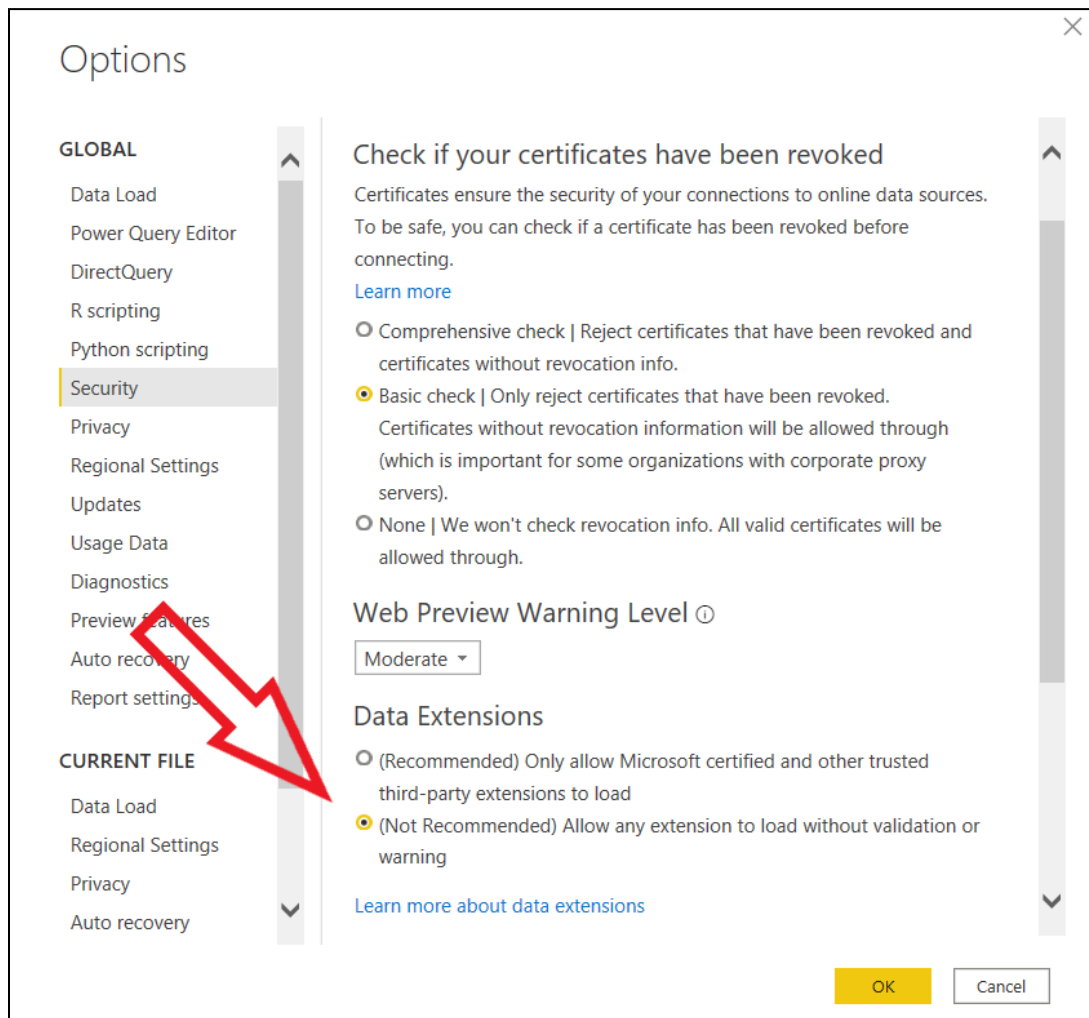 Options
GLOBAL
Data Load
Power Query Editor
DirectQuery
R scripting
Python scripting
Security
Privacy
Regional Settings
Updates
Usage Data
Diagnostics
Preview features
Auto recovery
Report settings
CURRENT FILE
Data Load
Regional Settings
Privacy
Auto recovery
Check if your certificates have been revoked
Certificates ensure the security of your connections to online data sources.
To be safe, you can check if a certificate has been revoked before
connecting.
Learn more
Comprehensive check | Reject certificates that have been revoked and
certificates without revocation info.
Basic check | Only reject certificates that have been revoked.
Certificates without revocation information will be allowed through
(which is important for some organizations with corporate proxy
servers).
None | We won't check revocation info. All valid certificates will be
allowed through.
Web Preview Warning Level
Moderate
Data Extensions
(Recommended) Only allow Microsoft certified and other trusted
third-party extensions to load
(Not Recommended) Allow any extension to load without validation or
warning
Learn more about data extensions
OK
Cancel